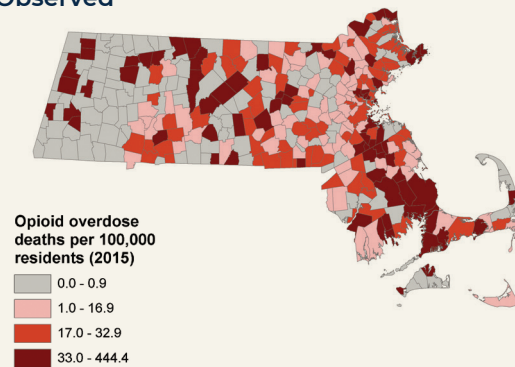 Observed
Opioid overdose
deaths per 100,000
residents (2015)
0.0 - 0.9
1.0 - 16.9
17.0 - 32.9
33.0 - 444.4